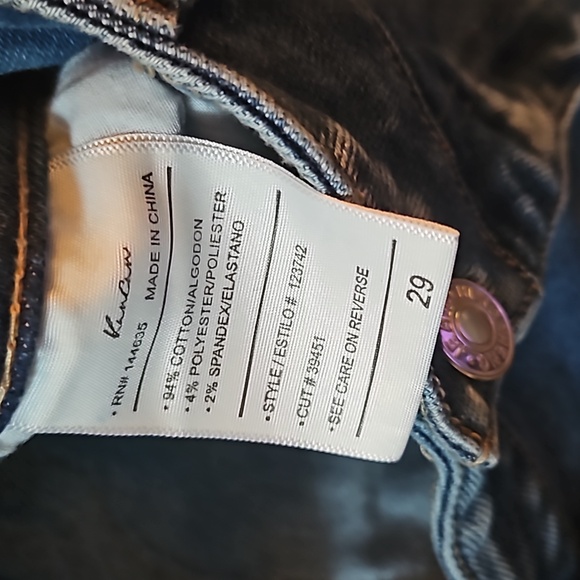 Kancan
• RN# 144635 MADE IN CHINA
• 94% COTTON/ALGODON
• 4% POLYESTER/POLIESTER
• 2% SPANDEX/ELASTANO
• STYLE / ESTILO # 123742
• CUT # 39451
• SEE CARE ON REVERSE
29